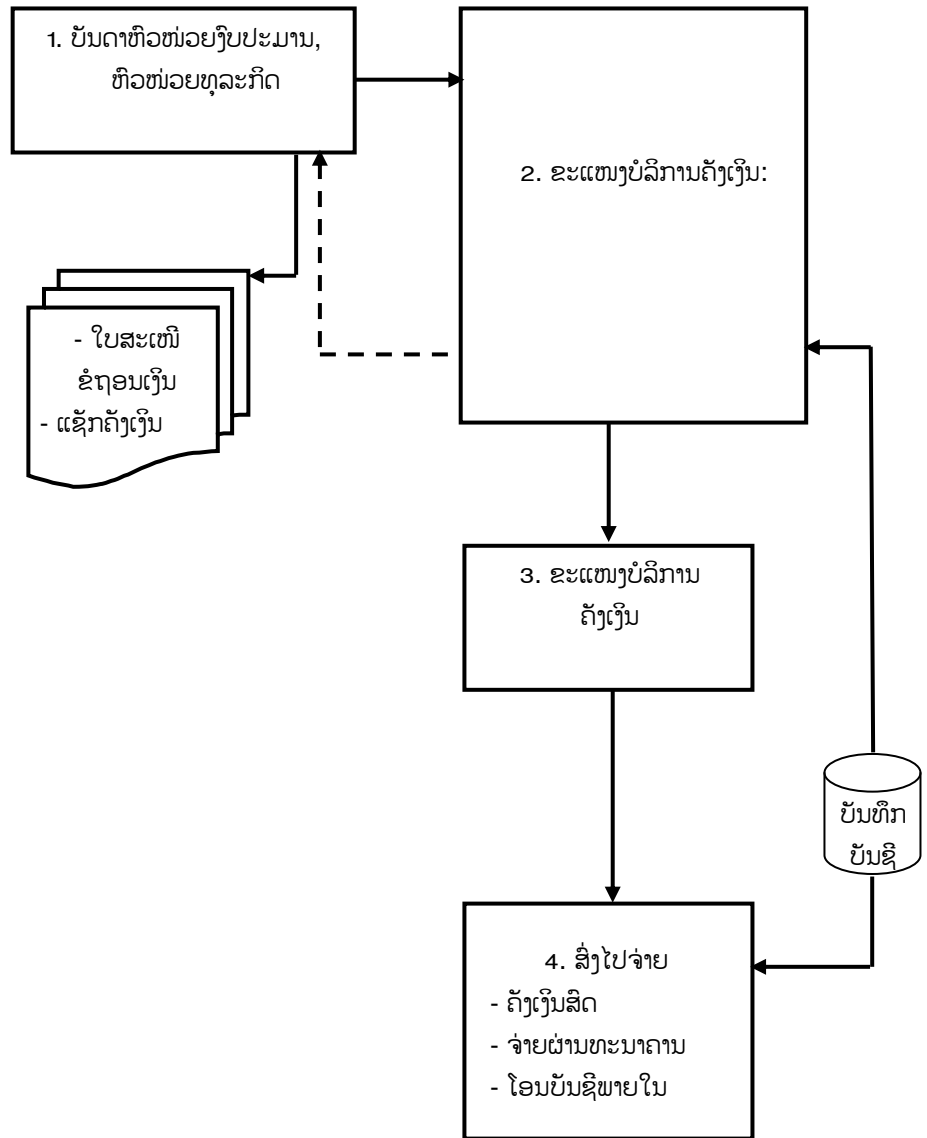 1. ບັນດາຫົວໜ່ວຍງົບປະມານ,
ຫົວໜ່ວຍທຸລະກິດ
2. ຂະແໜງບໍລິການຄັງເງິນ:
- ໃບສະເໜີ
ຂໍຖອນເງິນ
- ແຊັກຄັງເງິນ
3. ຂະແໜງບໍລິການ
ຄັງເງິນ
ບັນທຶກ
ບັນຊີ
4. ສົ່ງໄປຈ່າຍ
- ຄັງເງິນສົດ
- ຈ່າຍຜ່ານທະນາຄານ
- ໂອນບັນຊີພາຍໃນ